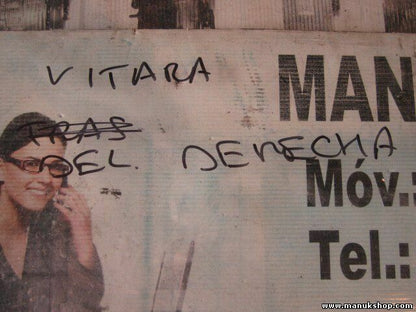 VITARA
MAN
TRAS
DEL. DERECHA
Móv.:
Tel.:
www.manukshop.com